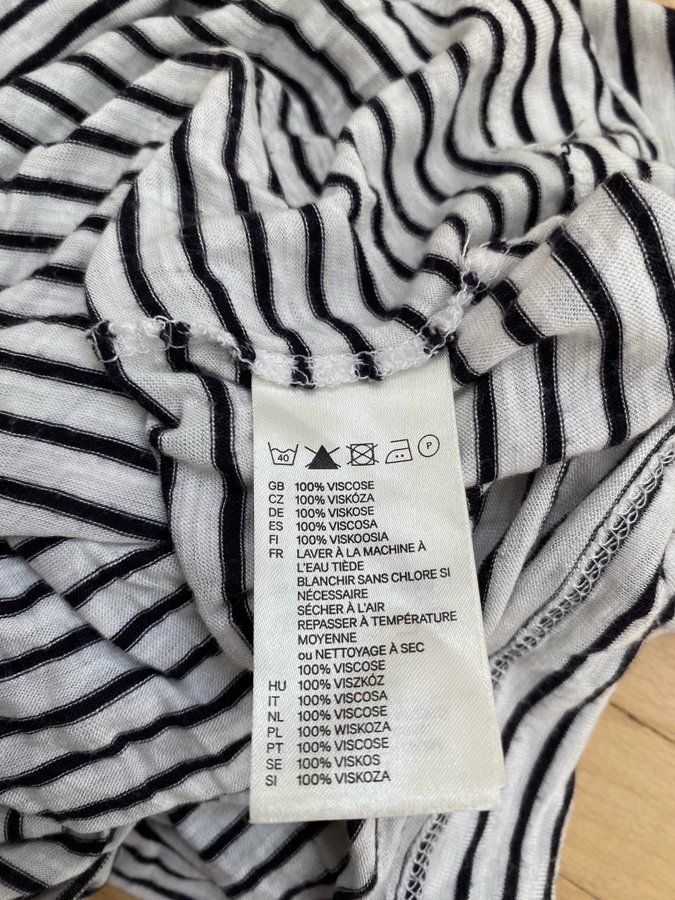 40 P
GB 100% VISCOSE
CZ 100% VISKÓZA
DE 100% VISKOSE
ES 100% VISCOSA
FI 100% VISKOOSIA
FR LAVER À LA MACHINE À
L'EAU TIÈDE
BLANCHIR SANS CHLORE SI
NÉCESSAIRE
SÉCHER À L'AIR
REPASSER À TEMPÉRATURE
MOYENNE
ou NETTOYAGE À SEC
100% VISCOSE
HU 100% VISZKÓZ
IT 100% VISCOSA
NL 100% VISCOSE
PL 100% WISKOZA
PT 100% VISCOSE
SE 100% VISKOS
SI 100% VISKOZA